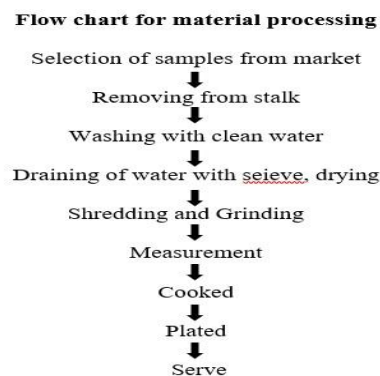 Flow chart for material processing
Selection of samples from market
Removing from stalk
Washing with clean water
Draining of water with seieve, drying
Shredding and Grinding
Measurement
Cooked
Plated
Serve